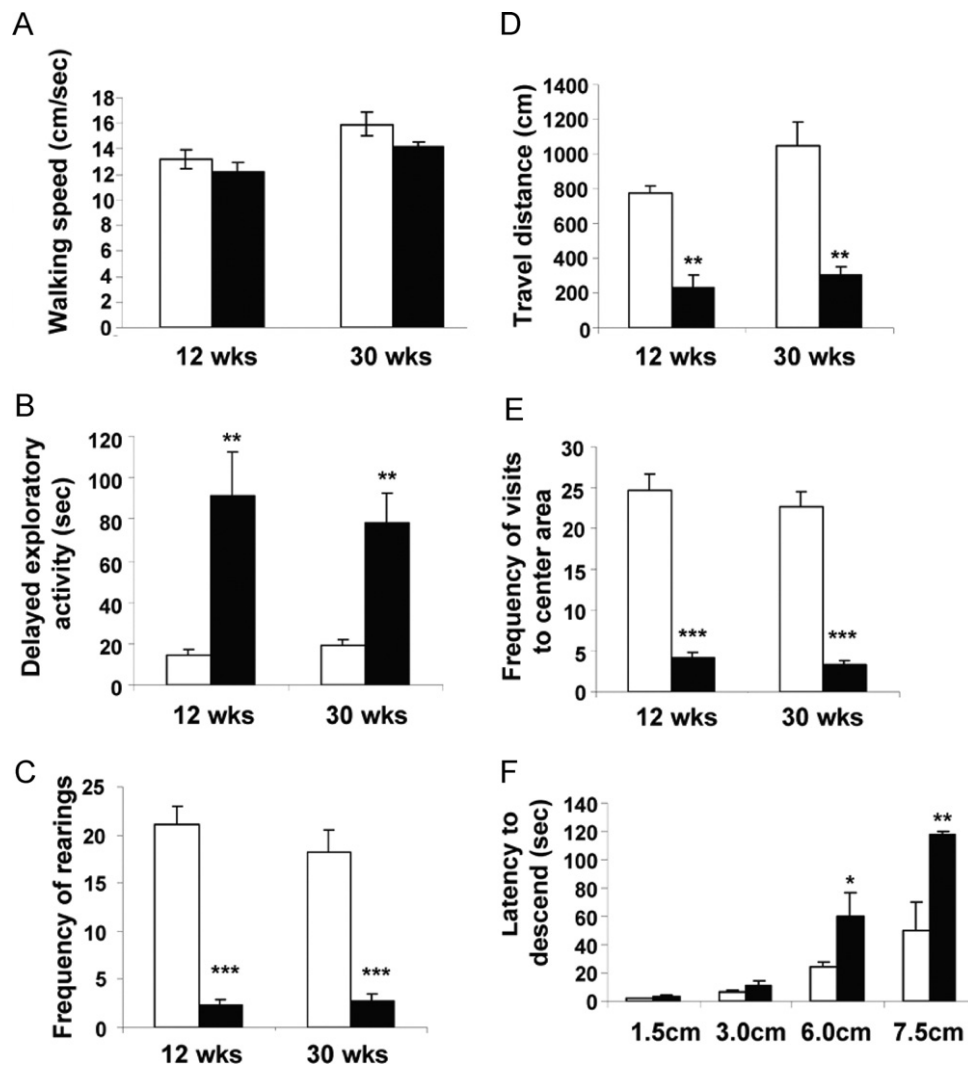 A
Walking speed (cm/sec)
18
16
14
12
10
8
6
4
2
0
12 wks 30 wks
B
Delayed exploratory
activity (sec)
120
100
80
60
40
20
0
** **
12 wks 30 wks
C
Frequency of rearings
25
20
15
10
5
0
*** ***
12 wks 30 wks
D
Travel distance (cm)
1400
1200
1000
800
600
400
200
0
** **
12 wks 30 wks
E
Frequency of visits
to center area
30
25
20
15
10
5
0
*** ***
12 wks 30 wks
F
Latency to
descend (sec)
140
120
100
80
60
40
20
0
* **
1.5cm 3.0cm 6.0cm 7.5cm